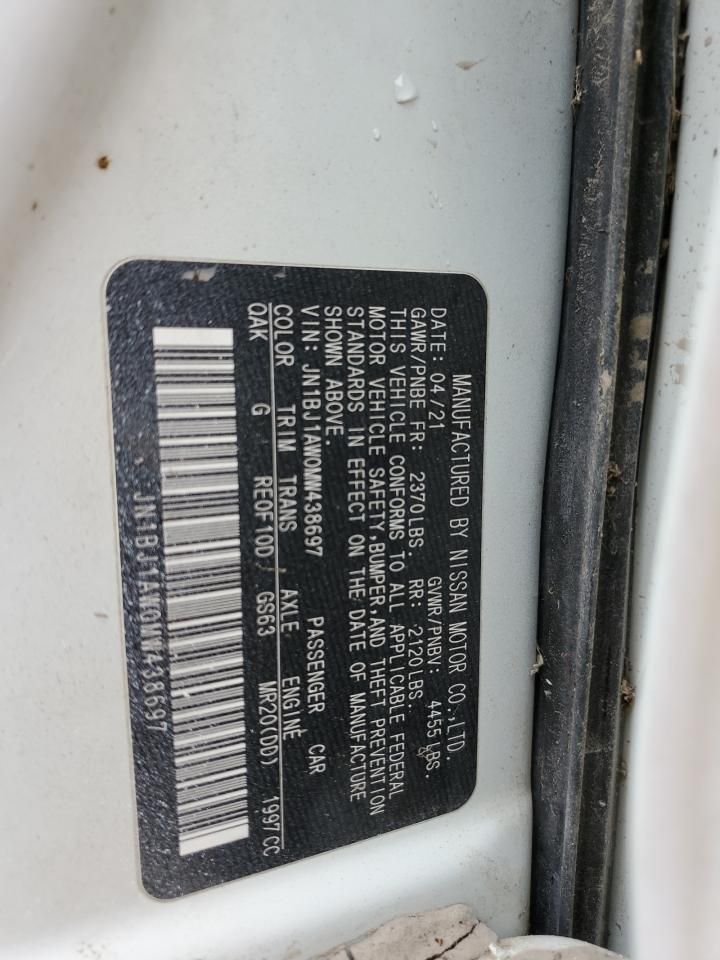 MANUFACTURED BY NISSAN MOTOR CO.,LTD.
DATE: 04/21 GVWR/PNBV: 4455LBS.
GAWR/PNBE FR: 2370LBS. RR: 2120LBS.
THIS VEHICLE CONFORMS TO ALL APPLICABLE FEDERAL
MOTOR VEHICLE SAFETY,BUMPER,AND THEFT PREVENTION
STANDARDS IN EFFECT ON THE DATE OF MANUFACTURE
SHOWN ABOVE.
VIN: JN1BJ1AW0MW438697 PASSENGER CAR
COLOR TRIM TRANS AXLE ENGINE
QAK G RE0F10D GS63 MR20(DD) 1997CC
JN1BJ1AW0MW438697